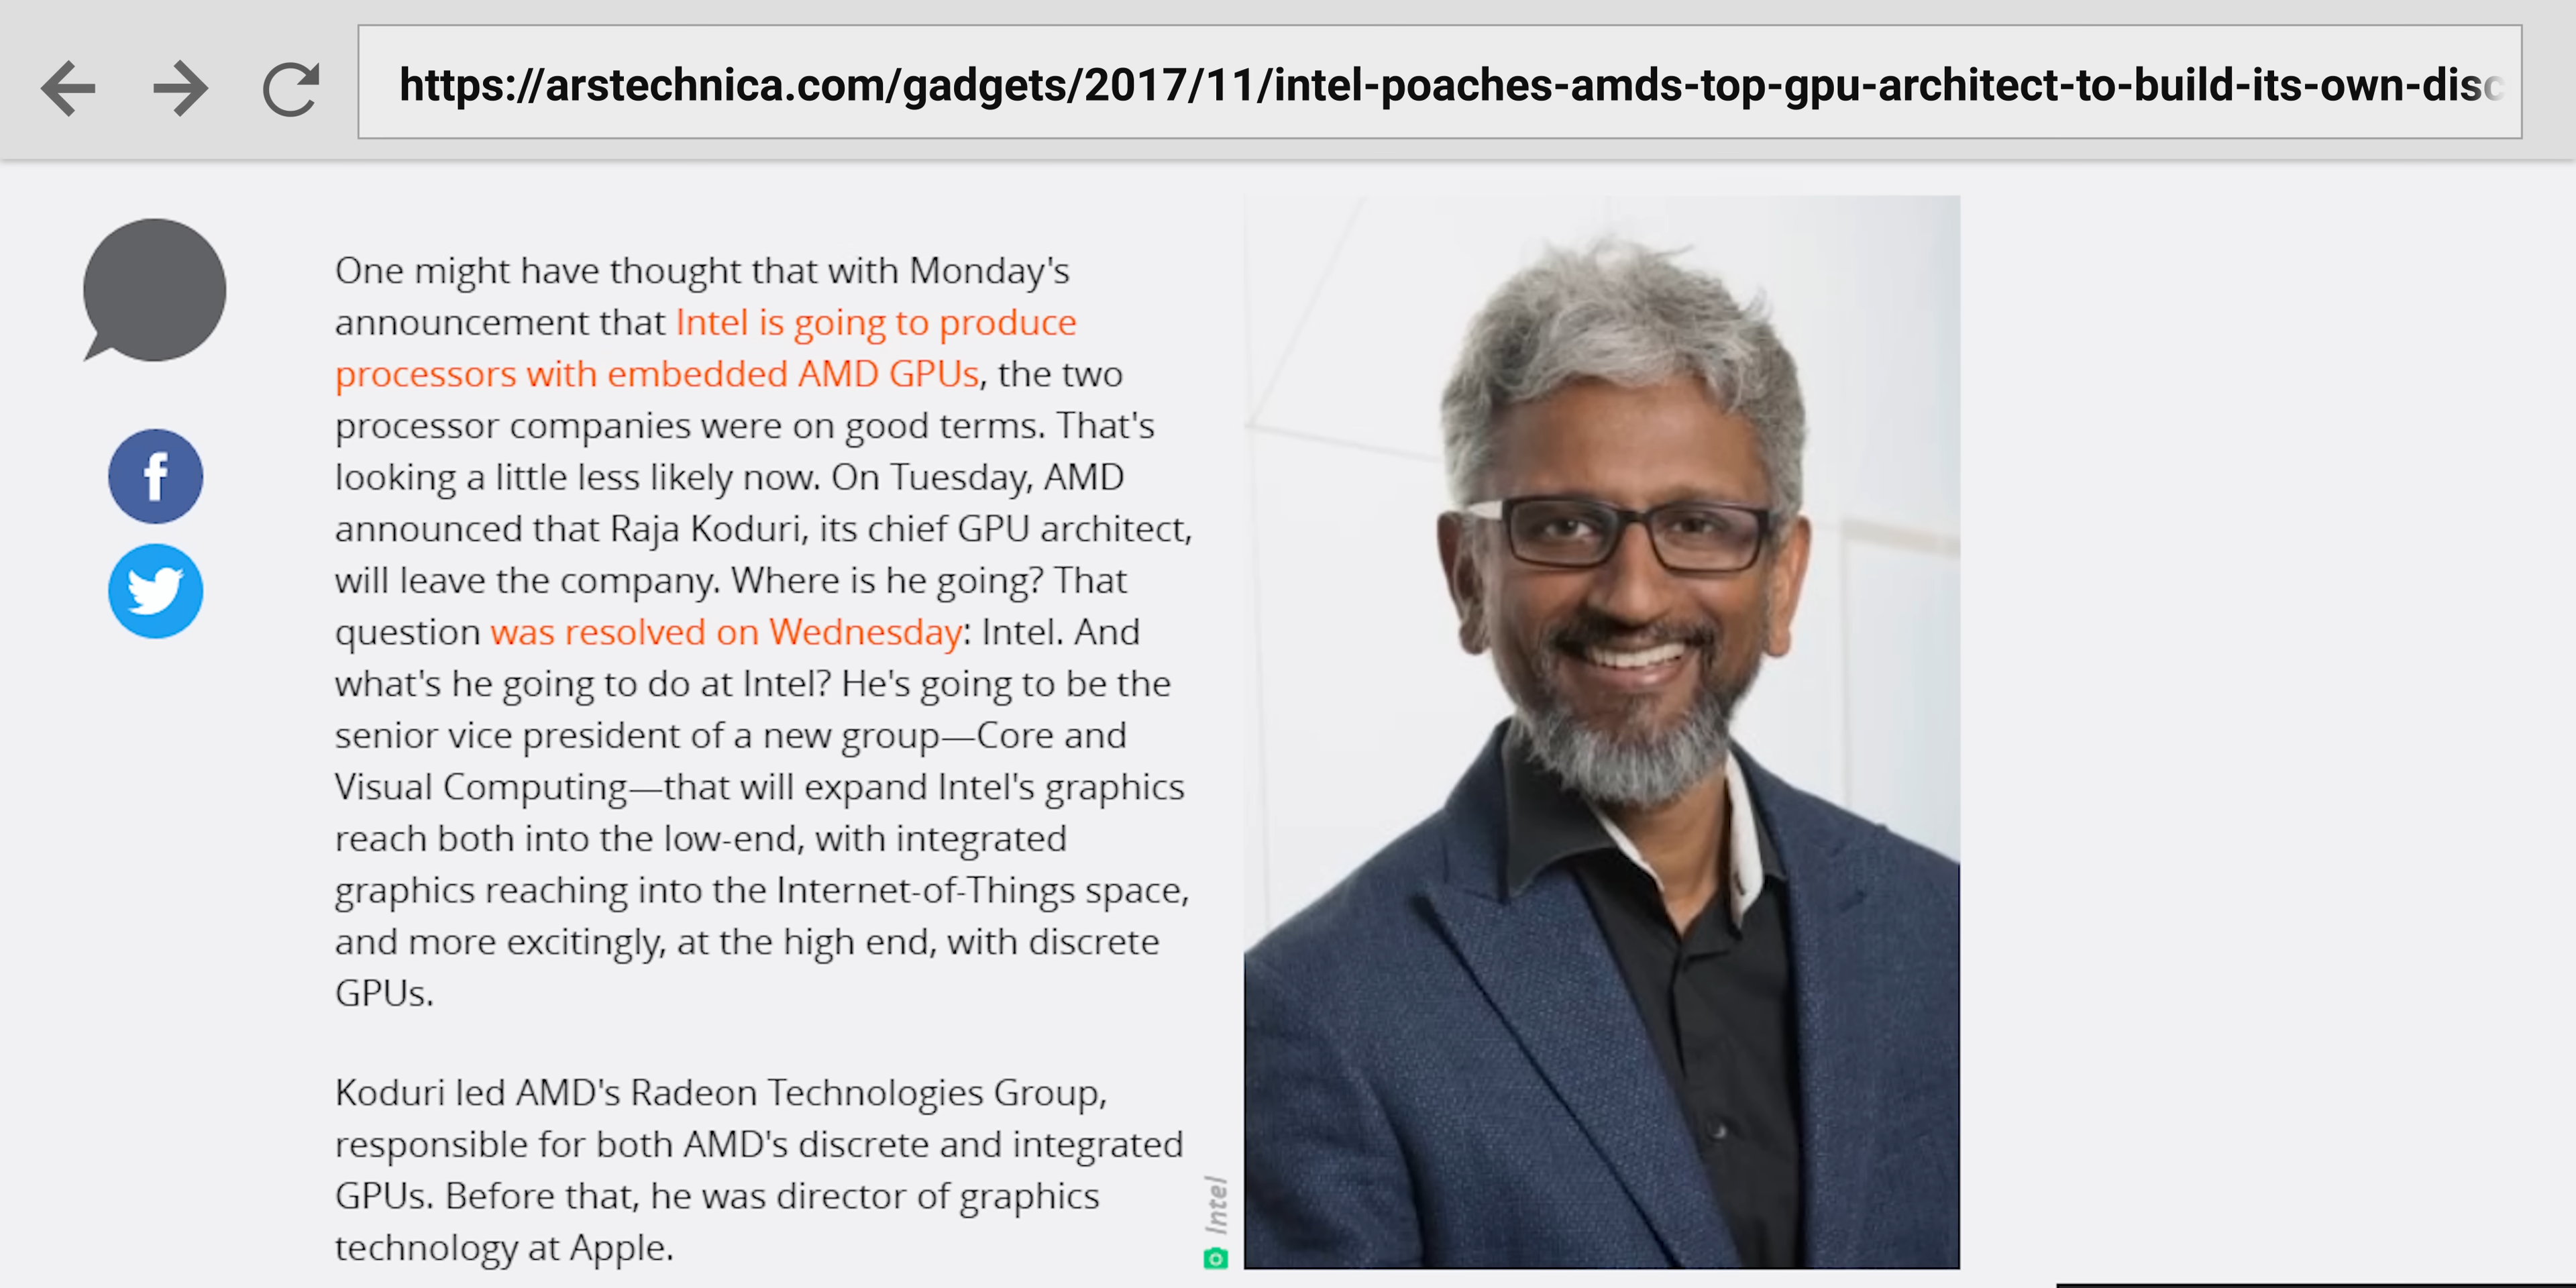 https://arstechnica.com/gadgets/2017/11/intel-poaches-amds-top-gpu-architect-to-build-its-own-disc
One might have thought that with Monday's
announcement that Intel is going to produce
processors with embedded AMD GPUs, the two
processor companies were on good terms. That's
looking a little less likely now. On Tuesday, AMD
announced that Raja Koduri, its chief GPU architect,
will leave the company. Where is he going? That
question was resolved on Wednesday: Intel. And
what's he going to do at Intel? He's going to be the
senior vice president of a new group—Core and
Visual Computing—that will expand Intel's graphics
reach both into the low-end, with integrated
graphics reaching into the Internet-of-Things space,
and more excitingly, at the high end, with discrete
GPUs.
Koduri led AMD's Radeon Technologies Group,
responsible for both AMD's discrete and integrated
GPUs. Before that, he was director of graphics
technology at Apple.
Intel